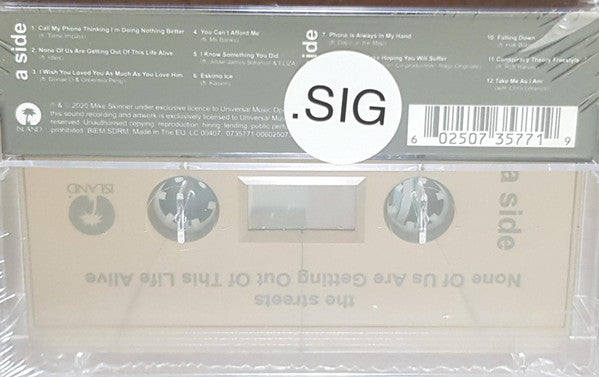 a side
1. Call My Phone Thinking I'm Doing Nothing Better
(ft Tame Impala)
2. None Of Us Are Getting Out Of This Life Alive
(ft Idles)
3. I Wish You Loved You As Much As You Love Him
(ft Donae'O & Greentea Peng)
4. You Can't Afford Me
(ft Ms Banks)
5. I Know Something You Did
(ft Jesse James Solomon & ELIZA)
6. Eskimo Ice
(ft Kasien)
side
7. Phone Is Always In My Hand
(ft Dapz On The Map)
Hoping You Will Suffer
10. Falling Down
(ft Hak Baker)
11. Conspiracy Theory Freestyle
(ft Rob Harvey)
12. Take Me As I Am
(with Chris Lorenzo)
.SIG
ISLAND
℗ & © 2020 Mike Skinner under exclusive licence to Universal Music
this sound recording and artwork is exclusively licensed to Universal
reserved. Unauthorised copying, reproduction, hiring, lending, public
prohibited. BIEM/SDRM. Made In The EU. LC 00407. 0735771
6 02507 35771 9
ISLAND
a side
None Of Us Are Getting Out Of This Life Alive
the streets